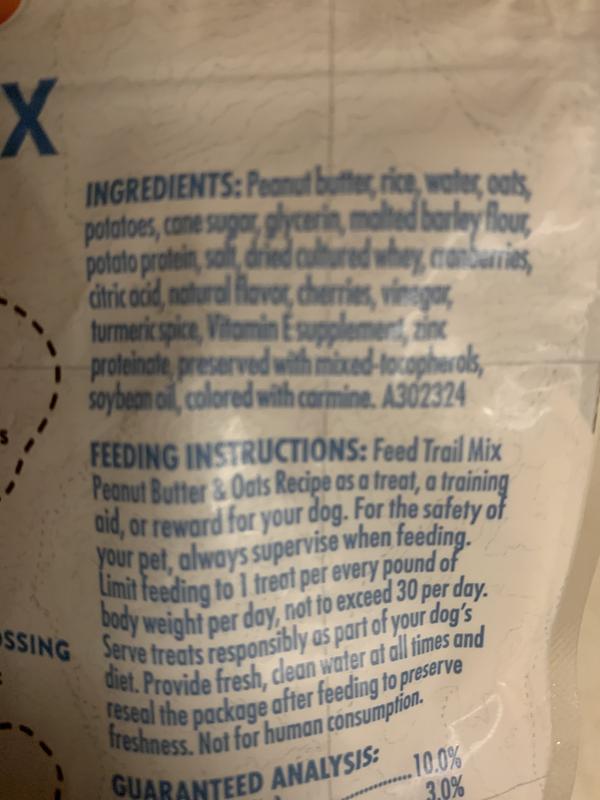 X
INGREDIENTS: Peanut butter, rice, water, oats,
potatoes, cane sugar, glycerin, malted barley flour,
potato protein, salt, dried cultured whey, cranberries,
citric acid, natural flavor, cherries, vinegar,
turmeric spice, Vitamin E supplement, zinc
proteinate, preserved with mixed-tocopherols,
soybean oil, colored with carmine. A302324
FEEDING INSTRUCTIONS: Feed Trail Mix
Peanut Butter & Oats Recipe as a treat, a training
aid, or reward for your dog. For the safety of
your pet, always supervise when feeding.
Limit feeding to 1 treat per every pound of
body weight per day, not to exceed 30 per day.
Serve treats responsibly as part of your dog's
diet. Provide fresh, clean water at all times and
reseal the package after feeding to preserve
freshness. Not for human consumption.
OSSING
GUARANTEED ANALYSIS:
10.0%
3.0%